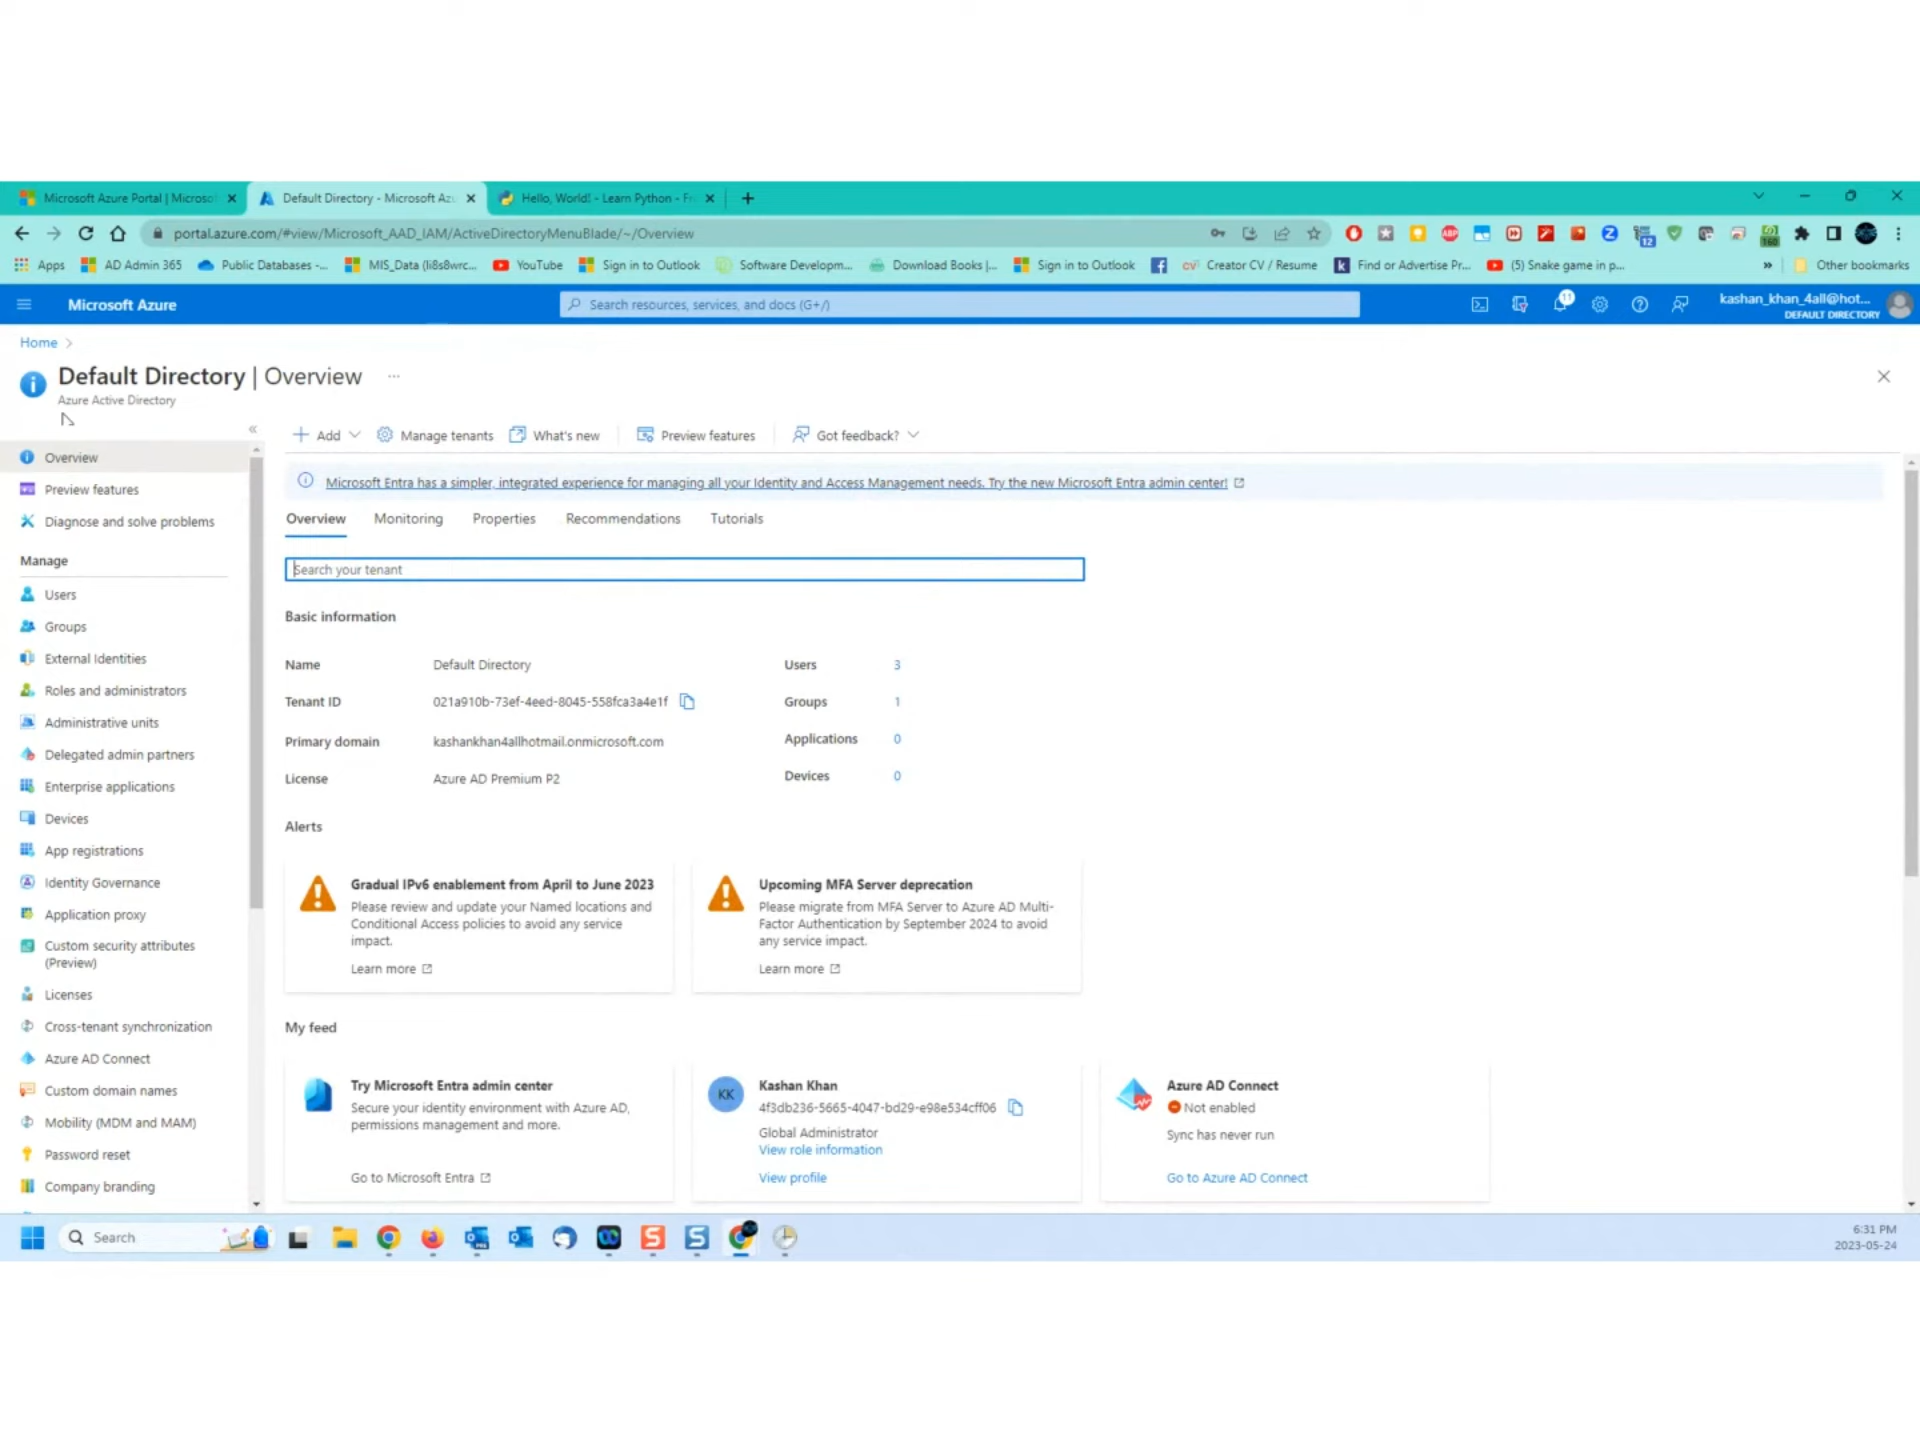 Microsoft Azure Portal | Microso
Default Directory - Microsoft Azu
Hello, World! - Learn Python - Fr
portal.azure.com/#view/Microsoft_AAD_IAM/ActiveDirectoryMenuBlade/~/Overview
ABP
12
160
Apps
AD Admin 365
Public Databases -...
MIS_Data (li8s8wrc...
YouTube
Sign in to Outlook
Software Developm...
Download Books |...
Sign in to Outlook
Creator CV / Resume
Find or Advertise Pr...
(5) Snake game in p...
Other bookmarks
Microsoft Azure
Search resources, services, and docs (G+/)
11
kashan_khan_4all@hot...
DEFAULT DIRECTORY
Home
Default Directory | Overview
Azure Active Directory
Add
Manage tenants
What's new
Preview features
Got feedback?
Overview
Preview features
Diagnose and solve problems
Manage
Users
Groups
External Identities
Roles and administrators
Administrative units
Delegated admin partners
Enterprise applications
Devices
App registrations
Identity Governance
Application proxy
Custom security attributes
(Preview)
Licenses
Cross-tenant synchronization
Azure AD Connect
Custom domain names
Mobility (MDM and MAM)
Password reset
Company branding
Microsoft Entra has a simpler, integrated experience for managing all your Identity and Access Management needs. Try the new Microsoft Entra admin center!
Overview
Monitoring
Properties
Recommendations
Tutorials
Search your tenant
Basic information
Name Default Directory Users 3
Tenant ID 021a910b-73ef-4eed-8045-558fca3a4e1f Groups 1
Primary domain kashankhan4allhotmail.onmicrosoft.com Applications 0
License Azure AD Premium P2 Devices 0
Alerts
Gradual IPv6 enablement from April to June 2023
Please review and update your Named locations and
Conditional Access policies to avoid any service
impact.
Learn more
Upcoming MFA Server deprecation
Please migrate from MFA Server to Azure AD Multi-
Factor Authentication by September 2024 to avoid
any service impact.
Learn more
My feed
Try Microsoft Entra admin center
Secure your identity environment with Azure AD,
permissions management and more.
Go to Microsoft Entra
KK
Kashan Khan
4f3db236-5665-4047-bd29-e98e534cff06
Global Administrator
View role information
View profile
Azure AD Connect
Not enabled
Sync has never run
Go to Azure AD Connect
Search
6:31 PM
2023-05-24